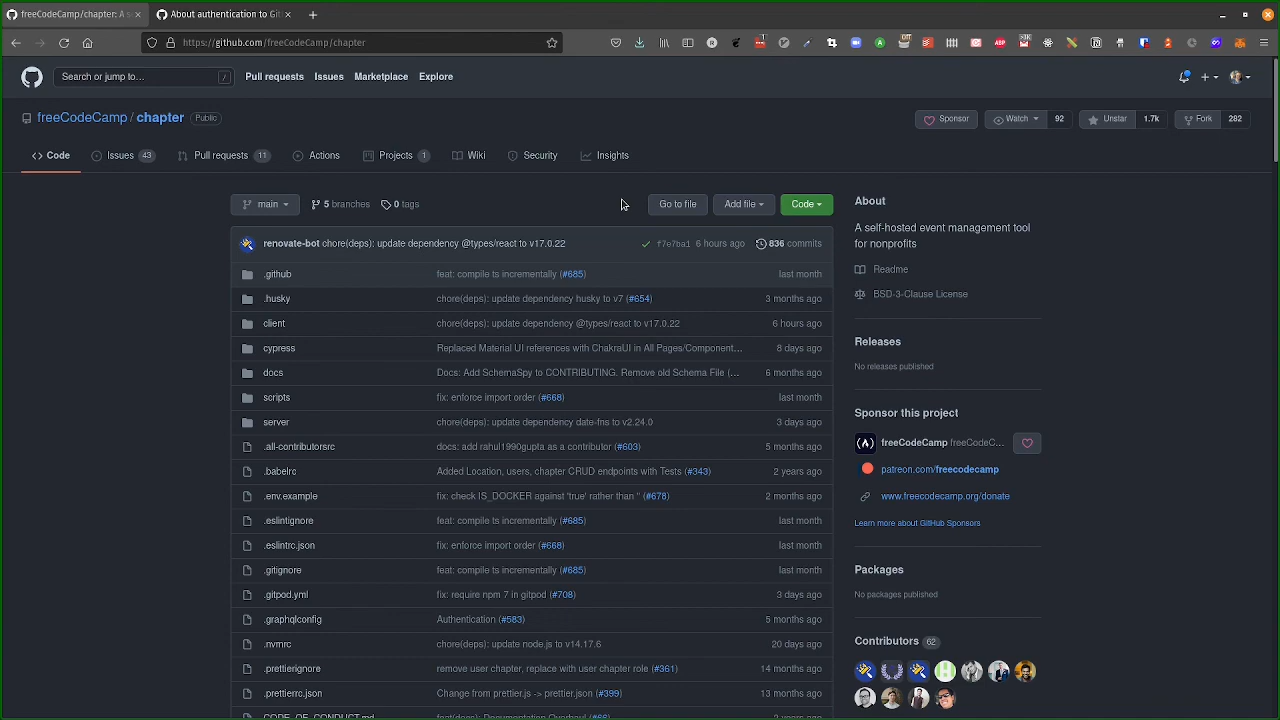 freeCodeCamp/chapter: A s
About authentication to Git
https://github.com/freeCodeCamp/chapter
Search or jump to… /
Pull requests Issues Marketplace Explore
freeCodeCamp / chapter Public
Sponsor Watch 92 Unstar 1.7k Fork 282
Code Issues 43 Pull requests 11 Actions Projects 1 Wiki Security Insights
main 5 branches 0 tags Go to file Add file Code
renovate-bot chore(deps): update dependency @types/react to v17.0.22 f7e7ba1 6 hours ago 836 commits
.github feat: compile ts incrementally (#685) last month
.husky chore(deps): update dependency husky to v7 (#654) 3 months ago
client chore(deps): update dependency @types/react to v17.0.22 6 hours ago
cypress Replaced Material UI references with ChakraUI in All Pages/Component… 8 days ago
docs Docs: Add SchemaSpy to CONTRIBUTING. Remove old Schema File (… 6 months ago
scripts fix: enforce import order (#668) last month
server chore(deps): update dependency date-fns to v2.24.0 3 days ago
.all-contributorsrc docs: add rahul1990gupta as a contributor (#603) 5 months ago
.babelrc Added Location, users, chapter CRUD endpoints with Tests (#343) 2 years ago
.env.example fix: check IS_DOCKER against 'true' rather than '' (#678) 2 months ago
.eslintignore feat: compile ts incrementally (#685) last month
.eslintrc.json fix: enforce import order (#668) last month
.gitignore feat: compile ts incrementally (#685) last month
.gitpod.yml fix: require npm 7 in gitpod (#708) 3 days ago
.graphqlconfig Authentication (#583) 5 months ago
.nvmrc chore(deps): update node.js to v14.17.6 20 days ago
.prettierignore remove user chapter, replace with user chapter role (#361) 14 months ago
.prettierrc.json Change from prettier.js -> prettier.json (#399) 13 months ago
CODE_OF_CONDUCT.md feat(deps): Documentation Overhaul (#66) 2 years ago
About
A self-hosted event management tool
for nonprofits
Readme
BSD-3-Clause License
Releases
No releases published
Sponsor this project
freeCodeCamp freeCodeC…
patreon.com/freecodecamp
www.freecodecamp.org/donate
Learn more about GitHub Sponsors
Packages
No packages published
Contributors 62